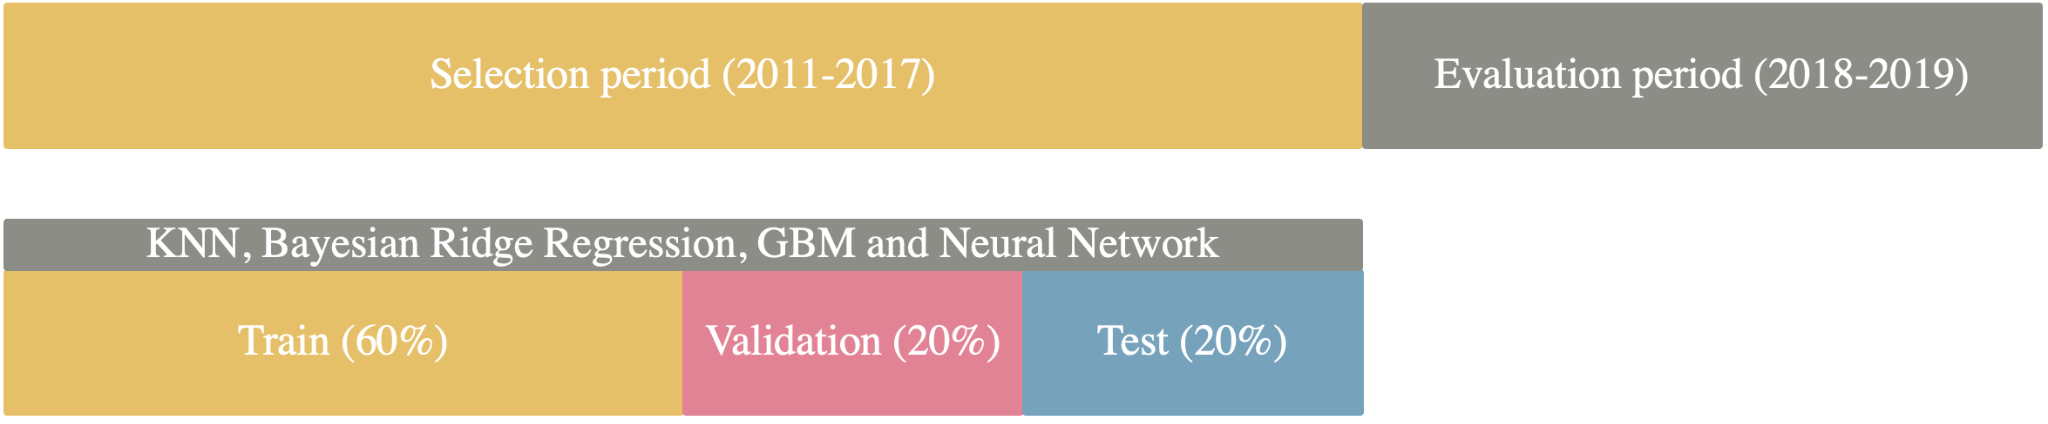 Selection period (2011-2017)
Evaluation period (2018-2019)
KNN, Bayesian Ridge Regression, GBM and Neural Network
Train (60%)
Validation (20%)
Test (20%)